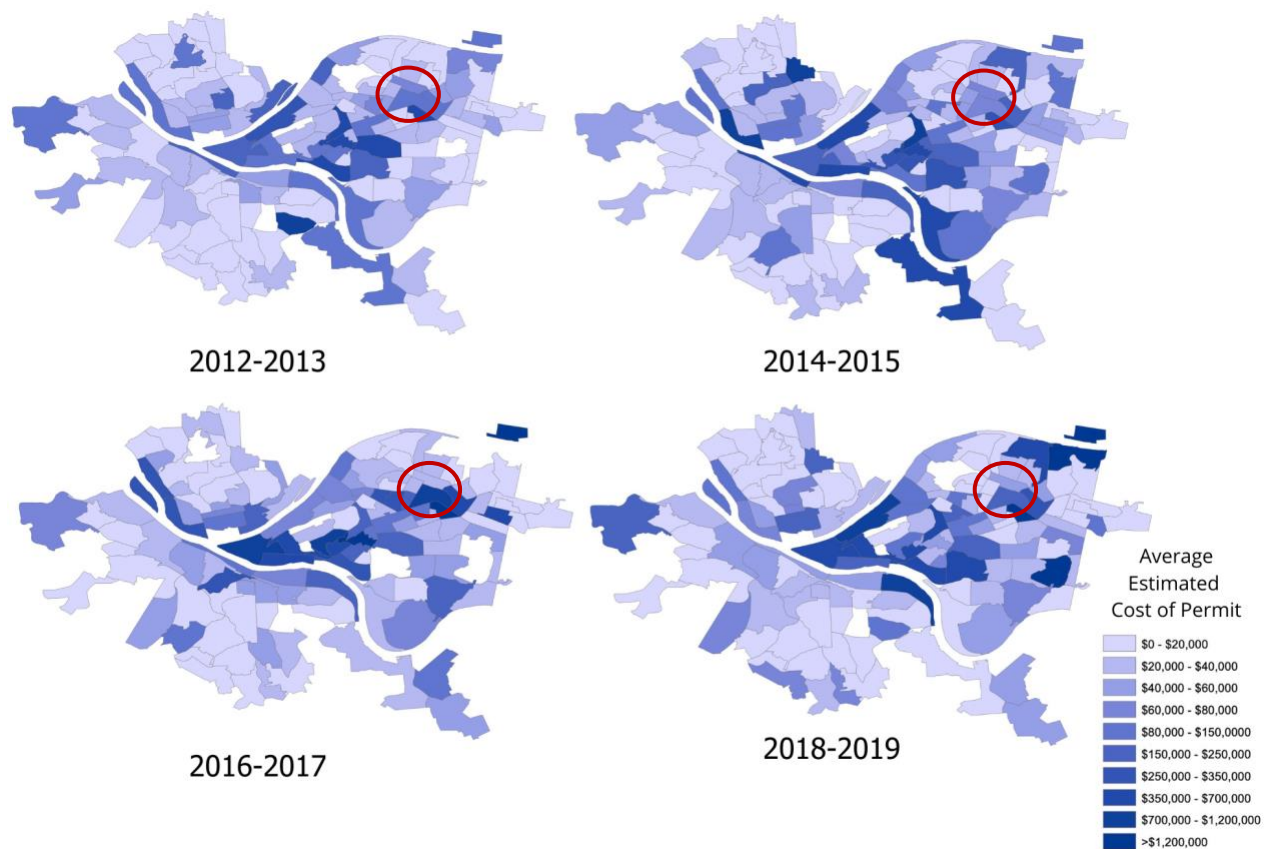 2012-2013
2014-2015
2016-2017
2018-2019
Average
Estimated
Cost of Permit
$0 - $20,000
$20,000 - $40,000
$40,000 - $60,000
$60,000 - $80,000
$80,000 - $150,0000
$150,000 - $250,000
$250,000 - $350,000
$350,000 - $700,000
$700,000 - $1,200,000
>$1,200,000